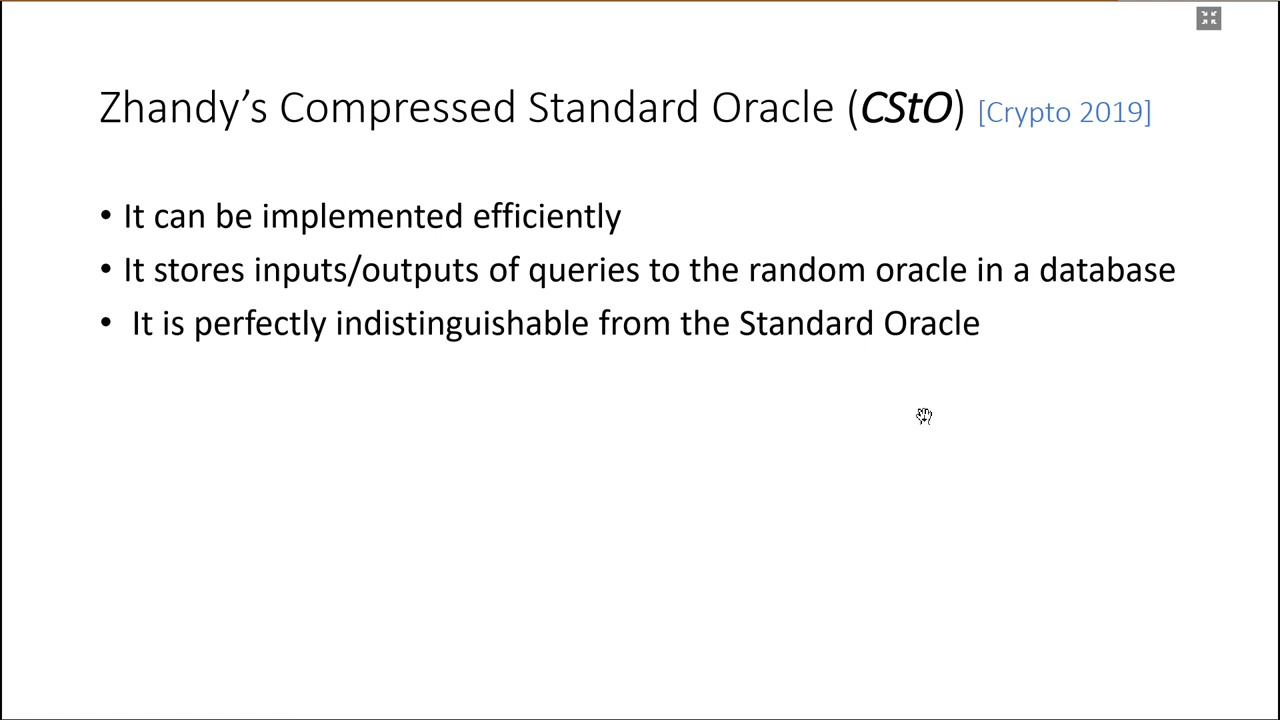 Zhandy’s Compressed Standard Oracle (CStO) [Crypto 2019]
• It can be implemented efficiently
• It stores inputs/outputs of queries to the random oracle in a database
• It is perfectly indistinguishable from the Standard Oracle